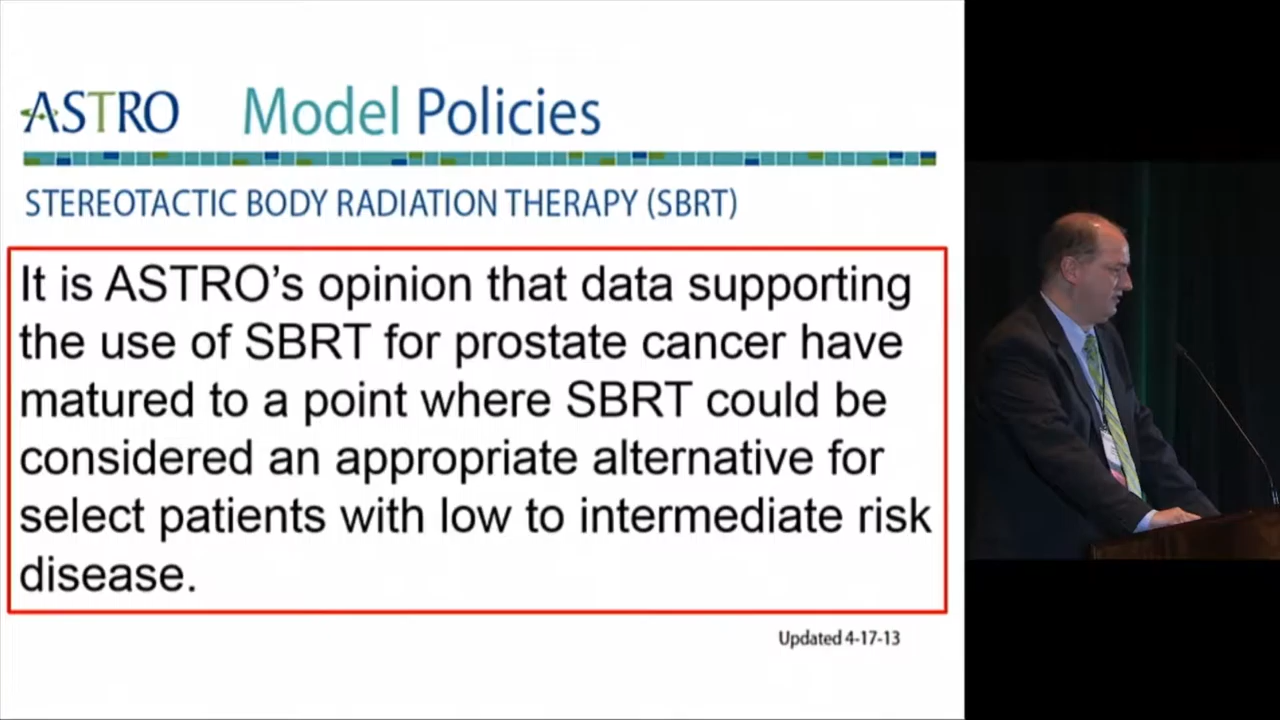 ASTRO Model Policies
STEREOTACTIC BODY RADIATION THERAPY (SBRT)
It is ASTRO's opinion that data supporting
the use of SBRT for prostate cancer have
matured to a point where SBRT could be
considered an appropriate alternative for
select patients with low to intermediate risk
disease.
Updated 4-17-13